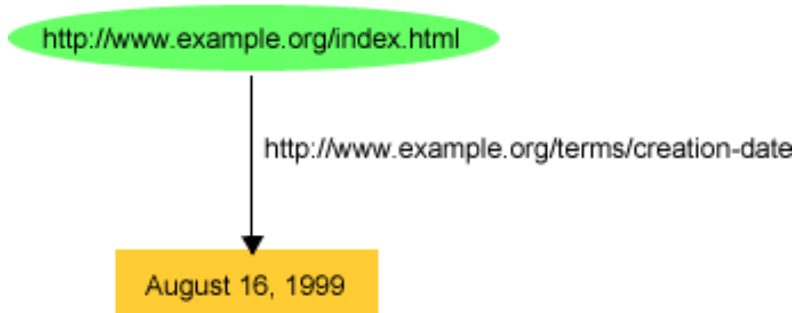 http://www.example.org/index.html
http://www.example.org/terms/creation-date
August 16, 1999